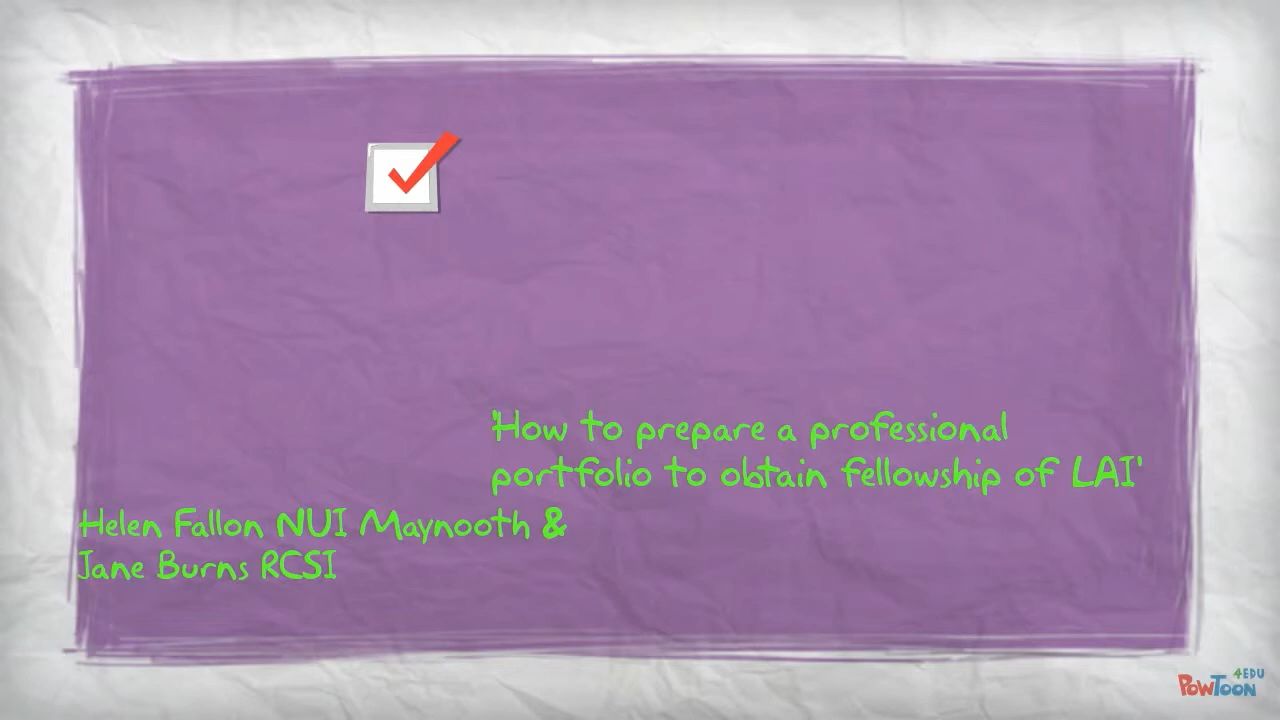 'How to prepare a professional
portfolio to obtain fellowship of LAI'
Helen Fallon NUI Maynooth &
Jane Burns RCSI
4EDU
POWTOON